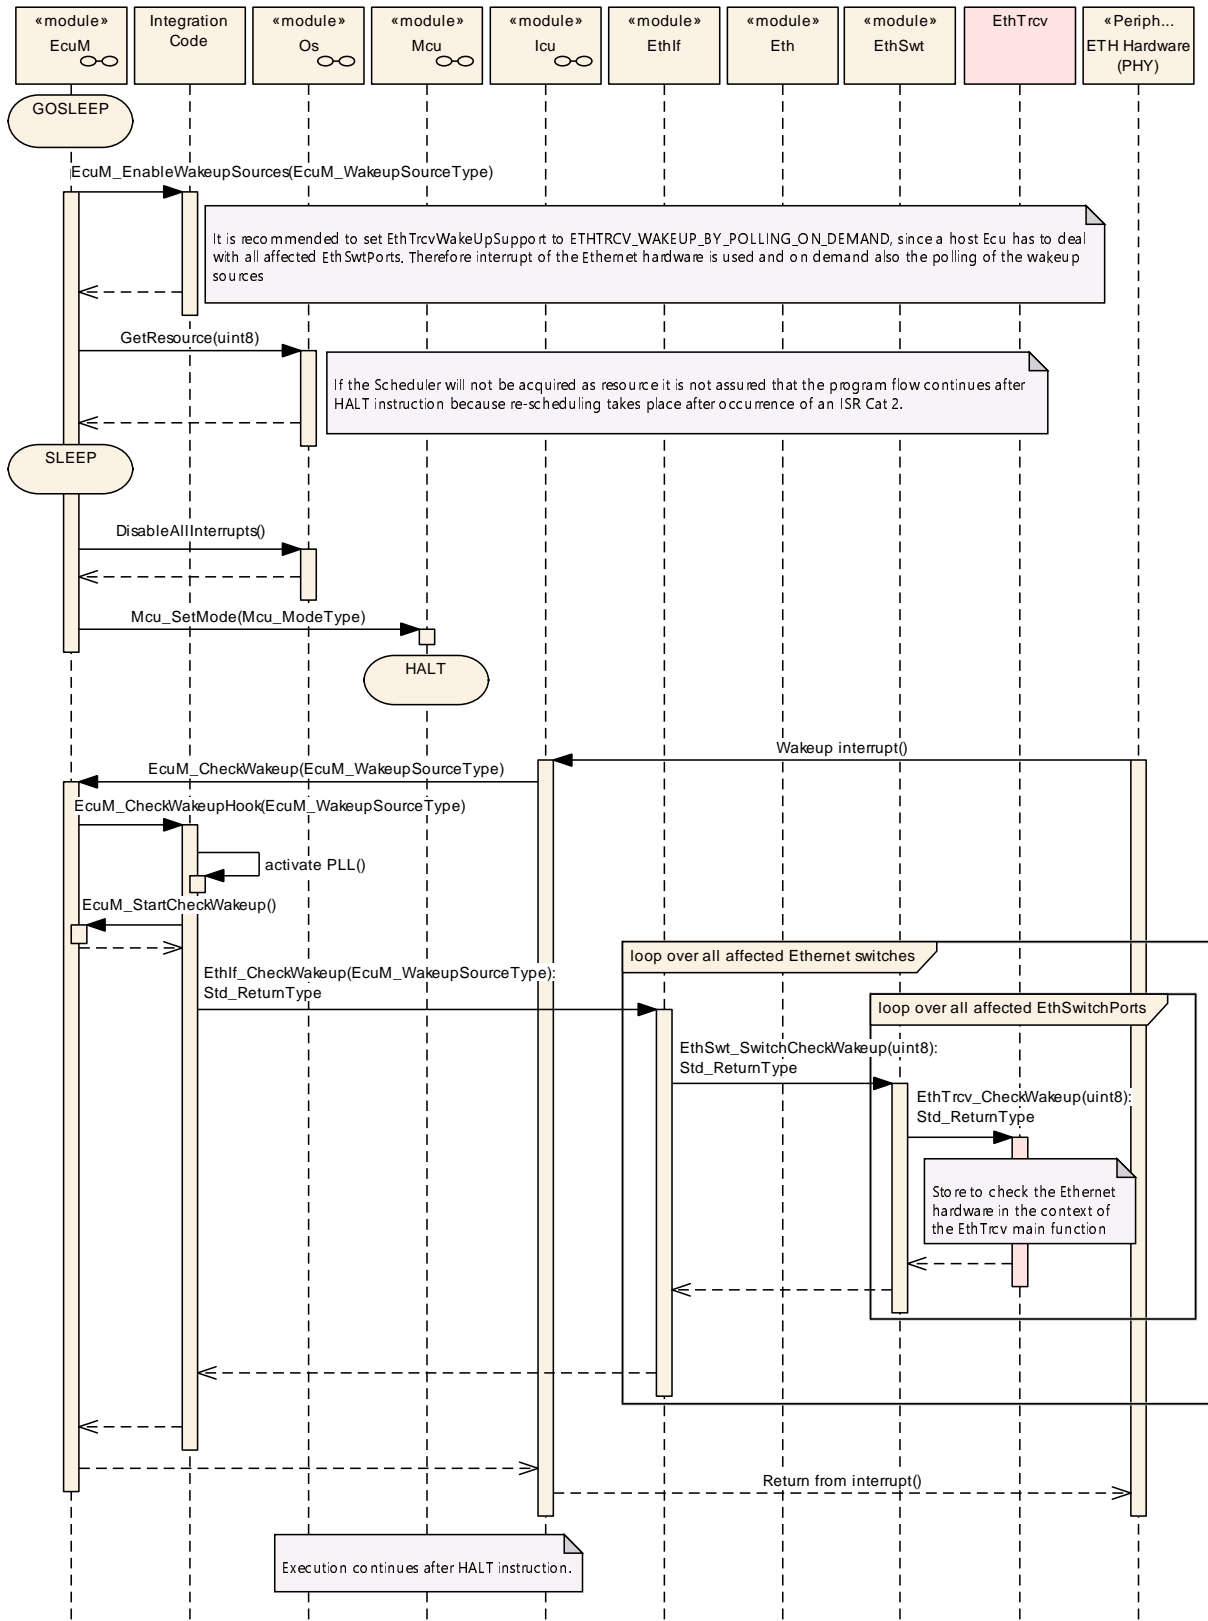 «module»
EcuM
Integration
Code
«module»
Os
«module»
Mcu
«module»
Icu
«module»
EthIf
«module»
Eth
«module»
EthSwt
EthTrcv
«Periph...
ETH Hardware
(PHY)
GOSLEEP
EcuM_EnableWakeupSources(EcuM_WakeupSourceType)
It is recommended to set EthTrcvWakeUpSupport to ETHTRCV_WAKEUP_BY_POLLING_ON_DEMAND, since a host Ecu has to deal
with all affected EthSwtPorts. Therefore interrupt of the Ethernet hardware is used and on demand also the polling of the wakeup
sources
GetResource(uint8)
If the Scheduler will not be acquired as resource it is not assured that the program flow continues after
HALT instruction because re-scheduling takes place after occurrence of an ISR Cat 2.
SLEEP
DisableAllInterrupts()
Mcu_SetMode(Mcu_ModeType)
HALT
Wakeup interrupt()
EcuM_CheckWakeup(EcuM_WakeupSourceType)
EcuM_CheckWakeupHook(EcuM_WakeupSourceType)
activate PLL()
EcuM_StartCheckWakeup()
loop over all affected Ethernet switches
EthIf_CheckWakeup(EcuM_WakeupSourceType):
Std_ReturnType
loop over all affected EthSwitchPorts
EthSwt_SwitchCheckWakeup(uint8):
Std_ReturnType
EthTrcv_CheckWakeup(uint8):
Std_ReturnType
Store to check the Ethernet
hardware in the context of
the EthTrcv main function
Return from interrupt()
Execution continues after HALT instruction.